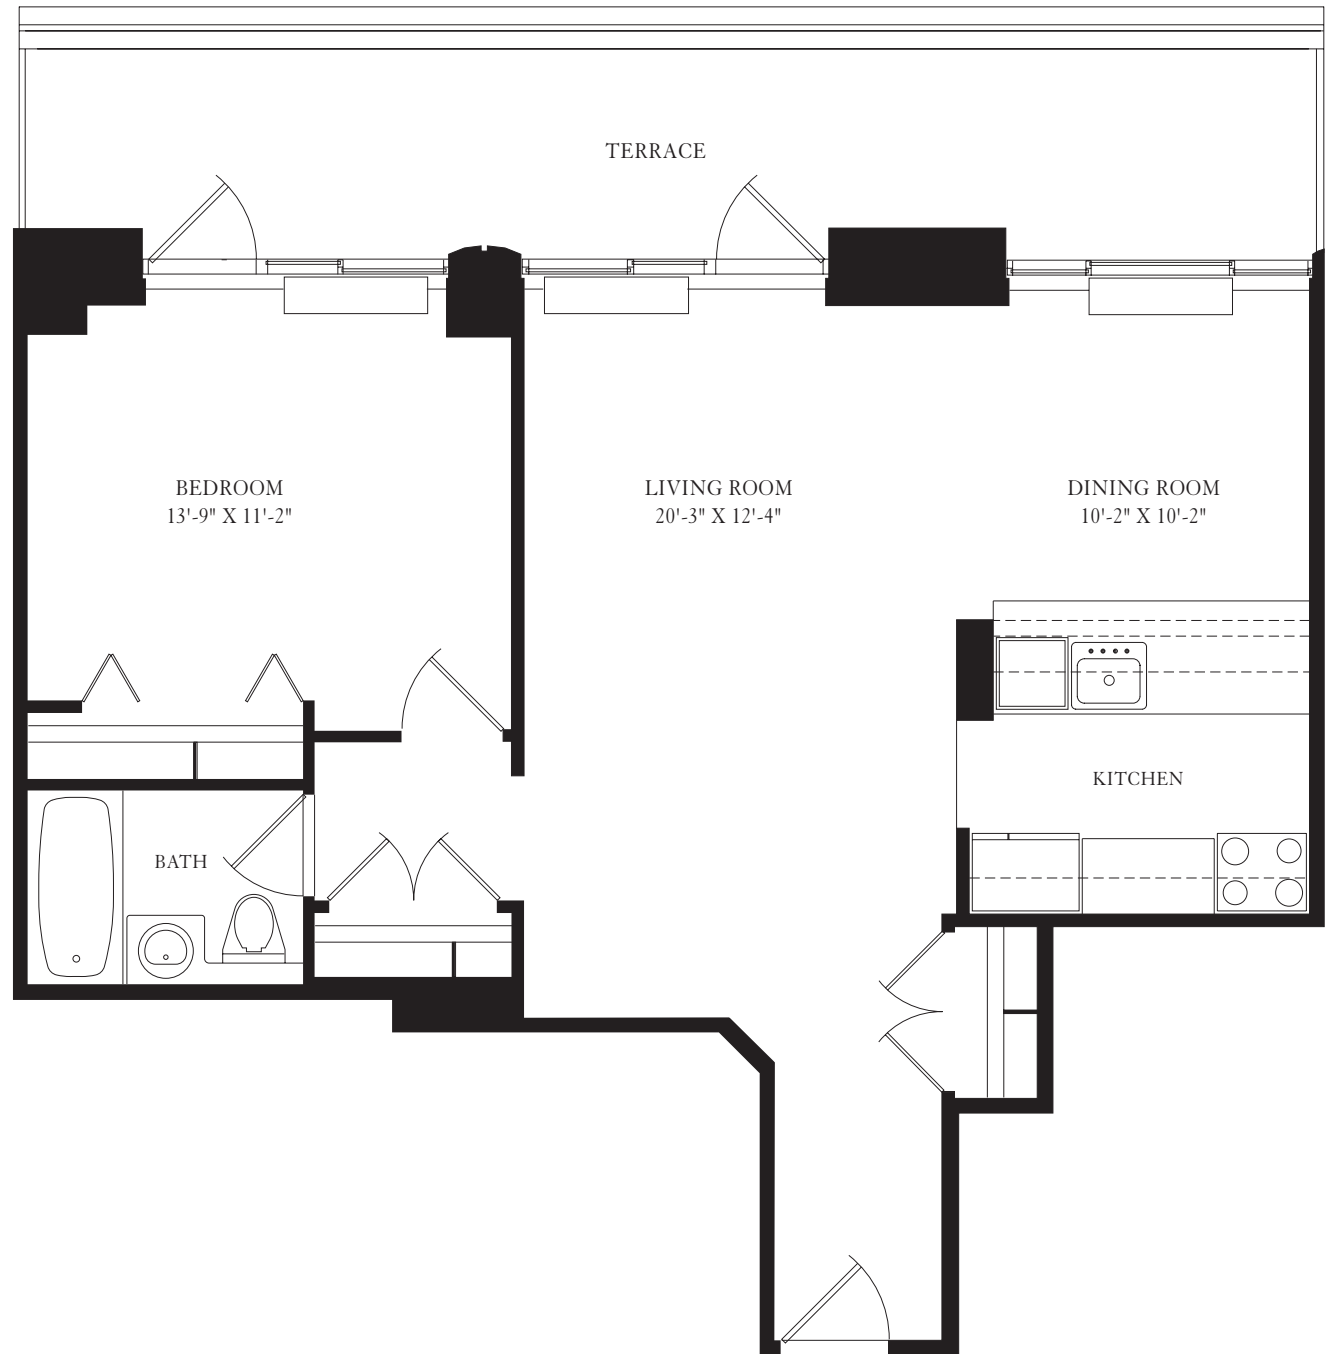 TERRACE
BEDROOM
13'-9" X 11'-2"
LIVING ROOM
20'-3" X 12'-4"
DINING ROOM
10'-2" X 10'-2"
KITCHEN
BATH